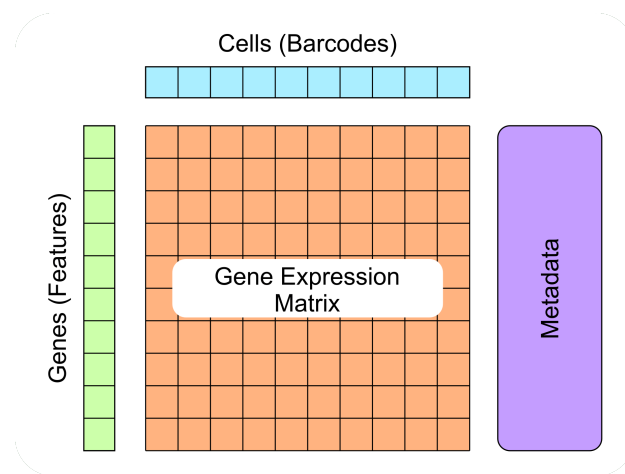 Cells (Barcodes)
Genes (Features)
Gene Expression
Matrix
Metadata